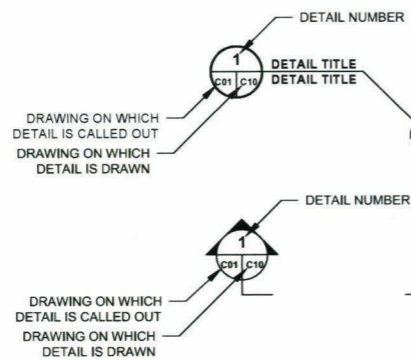 DETAIL NUMBER
1
DETAIL TITLE
C01 C10
DETAIL TITLE
DRAWING ON WHICH
DETAIL IS CALLED OUT
DRAWING ON WHICH
DETAIL IS DRAWN
DETAIL NUMBER
1
C01 C10
DRAWING ON WHICH
DETAIL IS CALLED OUT
DRAWING ON WHICH
DETAIL IS DRAWN